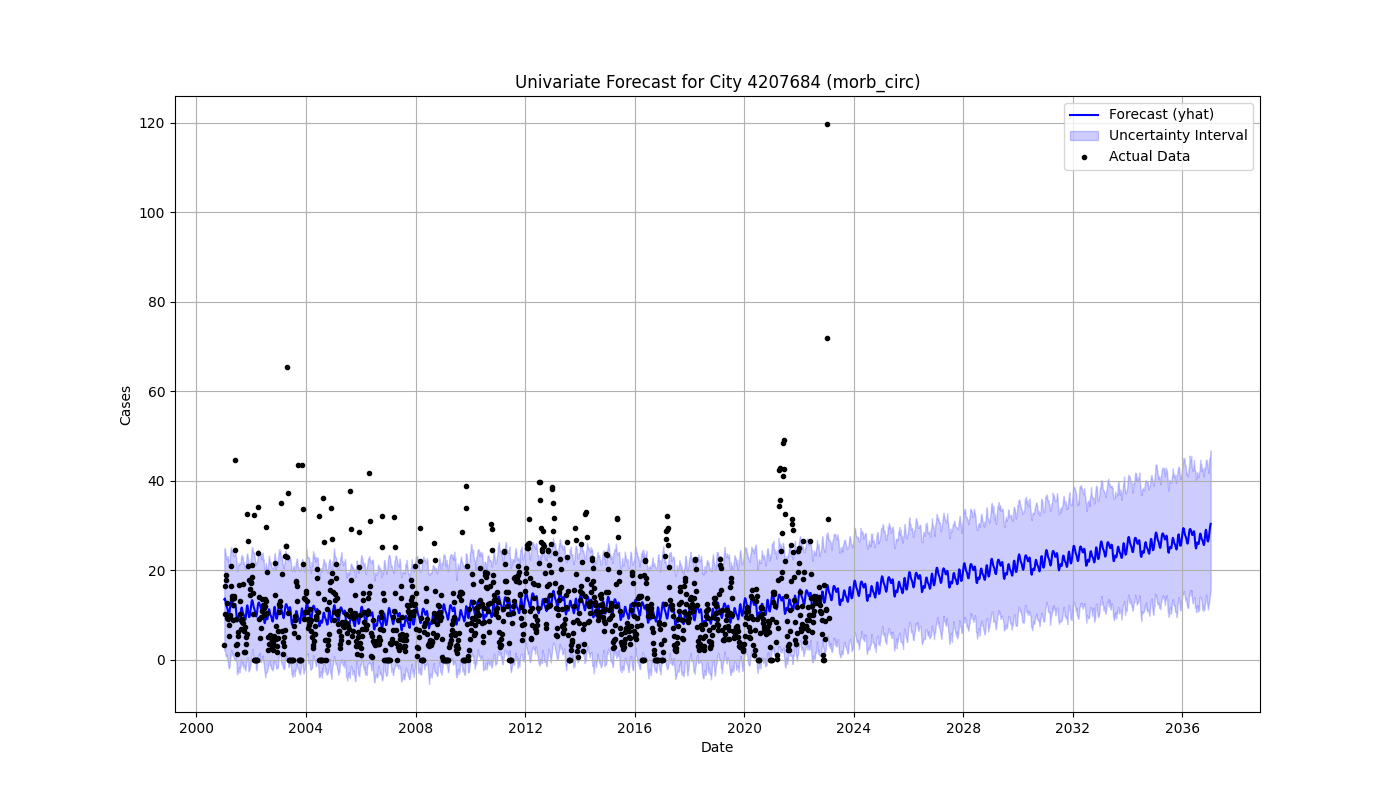 Univariate Forecast for City 4207684 (morb_circ)
Forecast (yhat)
Uncertainty Interval
Actual Data
Cases
120
100
80
60
40
20
0
2000 2004 2008 2012 2016 2020 2024 2028 2032 2036
Date